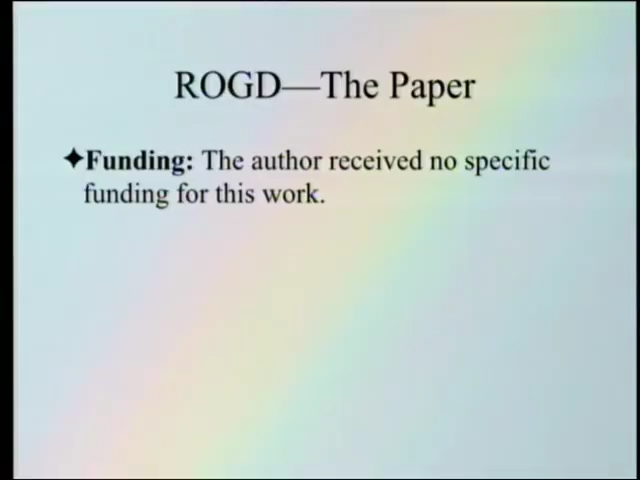 ROGD—The Paper
✦Funding: The author received no specific
funding for this work.